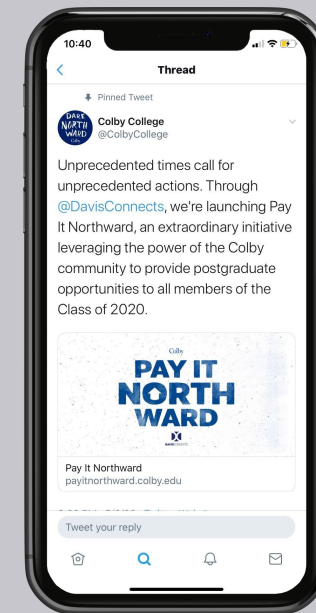 10:40
Thread
Pinned Tweet
DARE
NORTH
WARD
Colby
Colby College
@ColbyCollege
Unprecedented times call for
unprecedented actions. Through
@DavisConnects, we're launching Pay
It Northward, an extraordinary initiative
leveraging the power of the Colby
community to provide postgraduate
opportunities to all members of the
Class of 2020.
Colby
PAY IT
NORTH
WARD
DAVISCONNECTS
Pay It Northward
payitnorthward.colby.edu
Tweet your reply